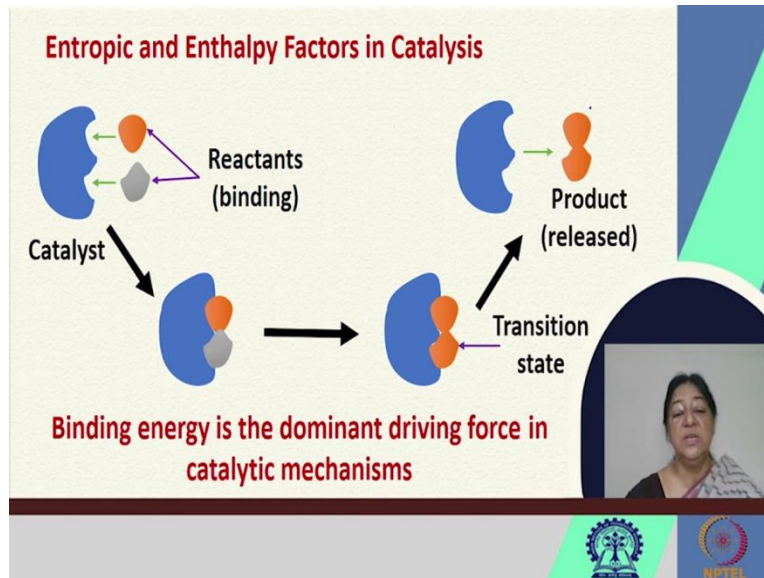 Entropic and Enthalpy Factors in Catalysis
Reactants
(binding)
Catalyst
Product
(released)
Transition
state
Binding energy is the dominant driving force in
catalytic mechanisms
NPTEL